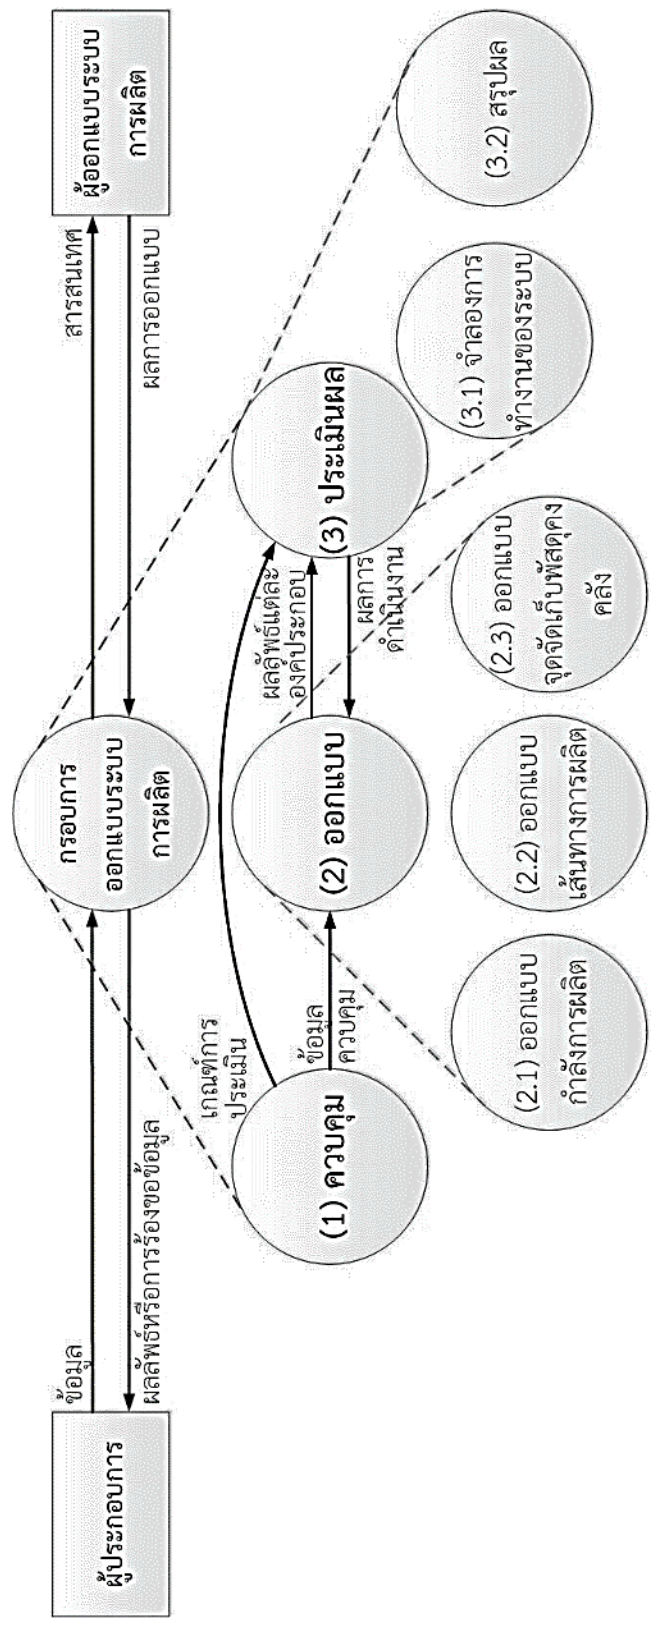 ผู้ประกอบการ
ข้อมูล
ผลลัพธ์หรือการร้องขอข้อมูล
กรอบการ
ออกแบบระบบ
การผลิต
สารสนเทศ
ผลการออกแบบ
ผู้ออกแบบระบบ
การผลิต
(1) ควบคุม
เกณฑ์การ
ประเมิน
ข้อมูล
ควบคุม
(2) ออกแบบ
ผลลัพธ์แต่ละ
องค์ประกอบ
ผลการ
ดำเนินงาน
(3) ประเมินผล
(2.1) ออกแบบ
กำลังการผลิต
(2.2) ออกแบบ
เส้นทางการผลิต
(2.3) ออกแบบ
จุดจัดเก็บพัสดุคง
คลัง
(3.1) จำลองการ
ทำงานของระบบ
(3.2) สรุปผล